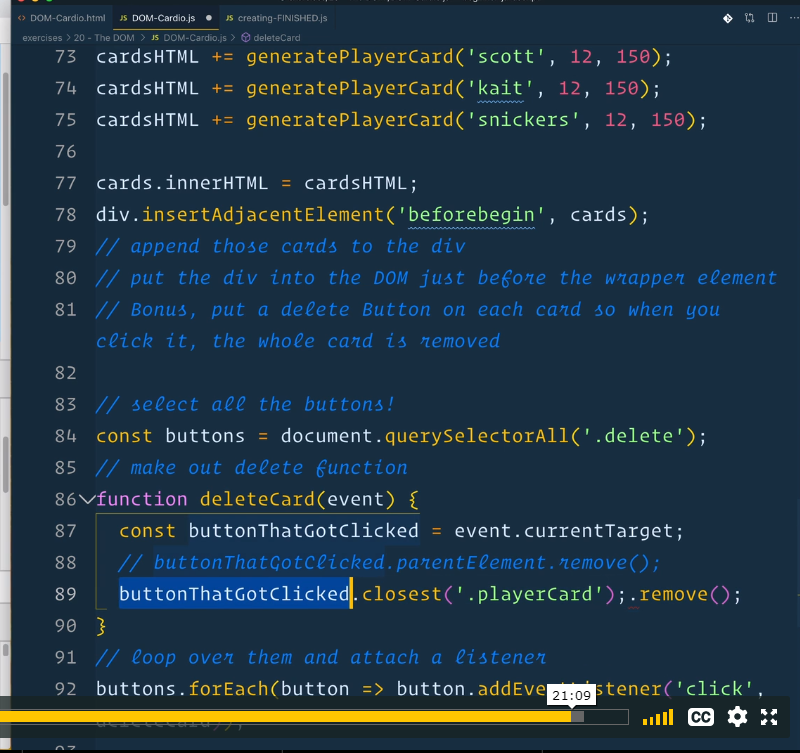 DOM-Cardio.html JS DOM-Cardio.js JS creating-FINISHED.js
exercises > 20 - The DOM > JS DOM-Cardio.js > deleteCard
73 cardsHTML += generatePlayerCard('scott', 12, 150);
74 cardsHTML += generatePlayerCard('kait', 12, 150);
75 cardsHTML += generatePlayerCard('snickers', 12, 150);
76
77 cards.innerHTML = cardsHTML;
78 div.insertAdjacentElement('beforebegin', cards);
79 // append those cards to the div
80 // put the div into the DOM just before the wrapper element
81 // Bonus, put a delete Button on each card so when you
click it, the whole card is removed
82
83 // select all the buttons!
84 const buttons = document.querySelectorAll('.delete');
85 // make out delete function
86 function deleteCard(event) {
87 const buttonThatGotClicked = event.currentTarget;
88 // buttonThatGotClicked.parentElement.remove();
89 buttonThatGotClicked.closest('.playerCard');.remove();
90 }
91 // loop over them and attach a listener
92 buttons.forEach(button => button.addEventListener('click',
21:09
CC
deleteCard));
93